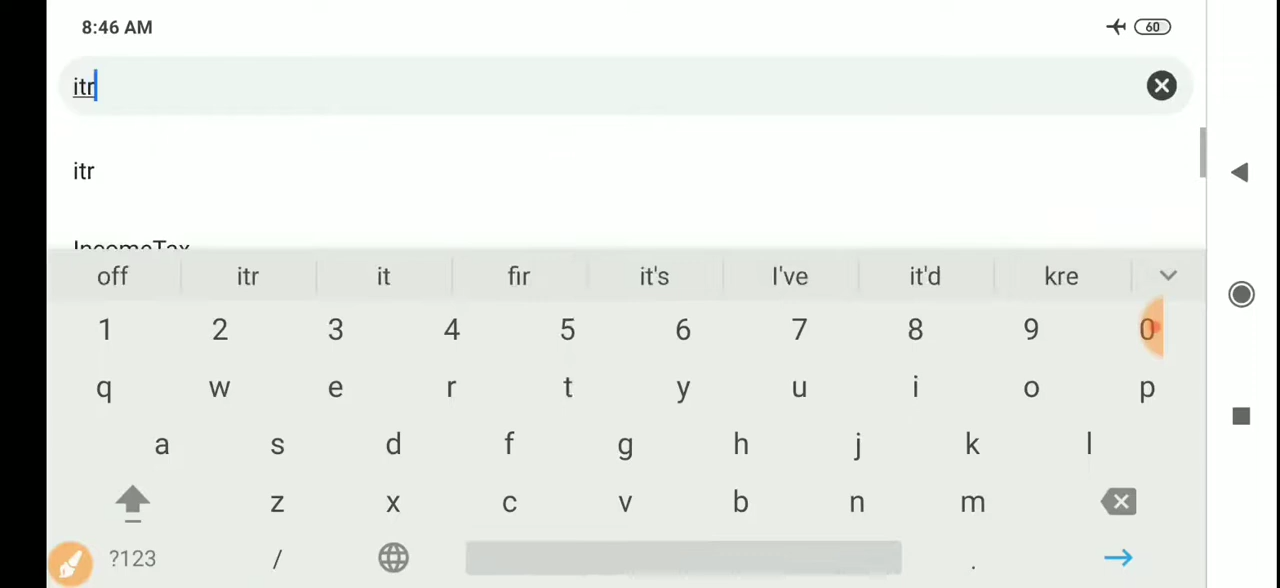 8:46 AM
60
itr
itr
IncomeTax
off itr it fir it's I've it'd kre
1 2 3 4 5 6 7 8 9 0
q w e r t y u i o p
a s d f g h j k l
z x c v b n m
?123 / .